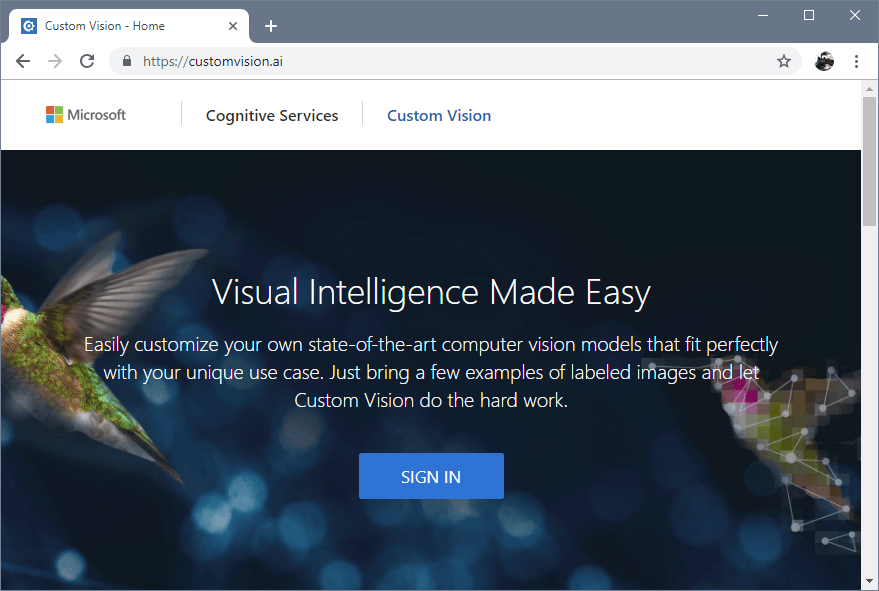 Custom Vision - Home
https://customvision.ai
Microsoft
Cognitive Services
Custom Vision
Visual Intelligence Made Easy
Easily customize your own state-of-the-art computer vision models that fit perfectly
with your unique use case. Just bring a few examples of labeled images and let
Custom Vision do the hard work.
SIGN IN